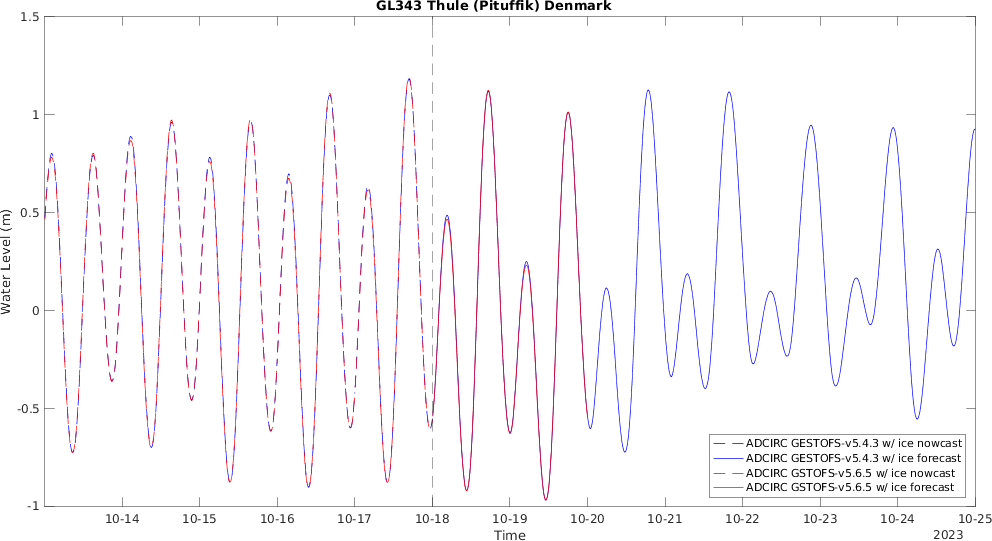 GL343 Thule (Pituffik) Denmark
1.5
1
0.5
0
-0.5
-1
Water Level (m)
10-14 10-15 10-16 10-17 10-18 10-19 10-20 10-21 10-22 10-23 10-24 10-25
Time
2023
ADCIRC GESTOFS-v5.4.3 w/ ice nowcast
ADCIRC GESTOFS-v5.4.3 w/ ice forecast
ADCIRC GSTOFS-v5.6.5 w/ ice nowcast
ADCIRC GSTOFS-v5.6.5 w/ ice forecast